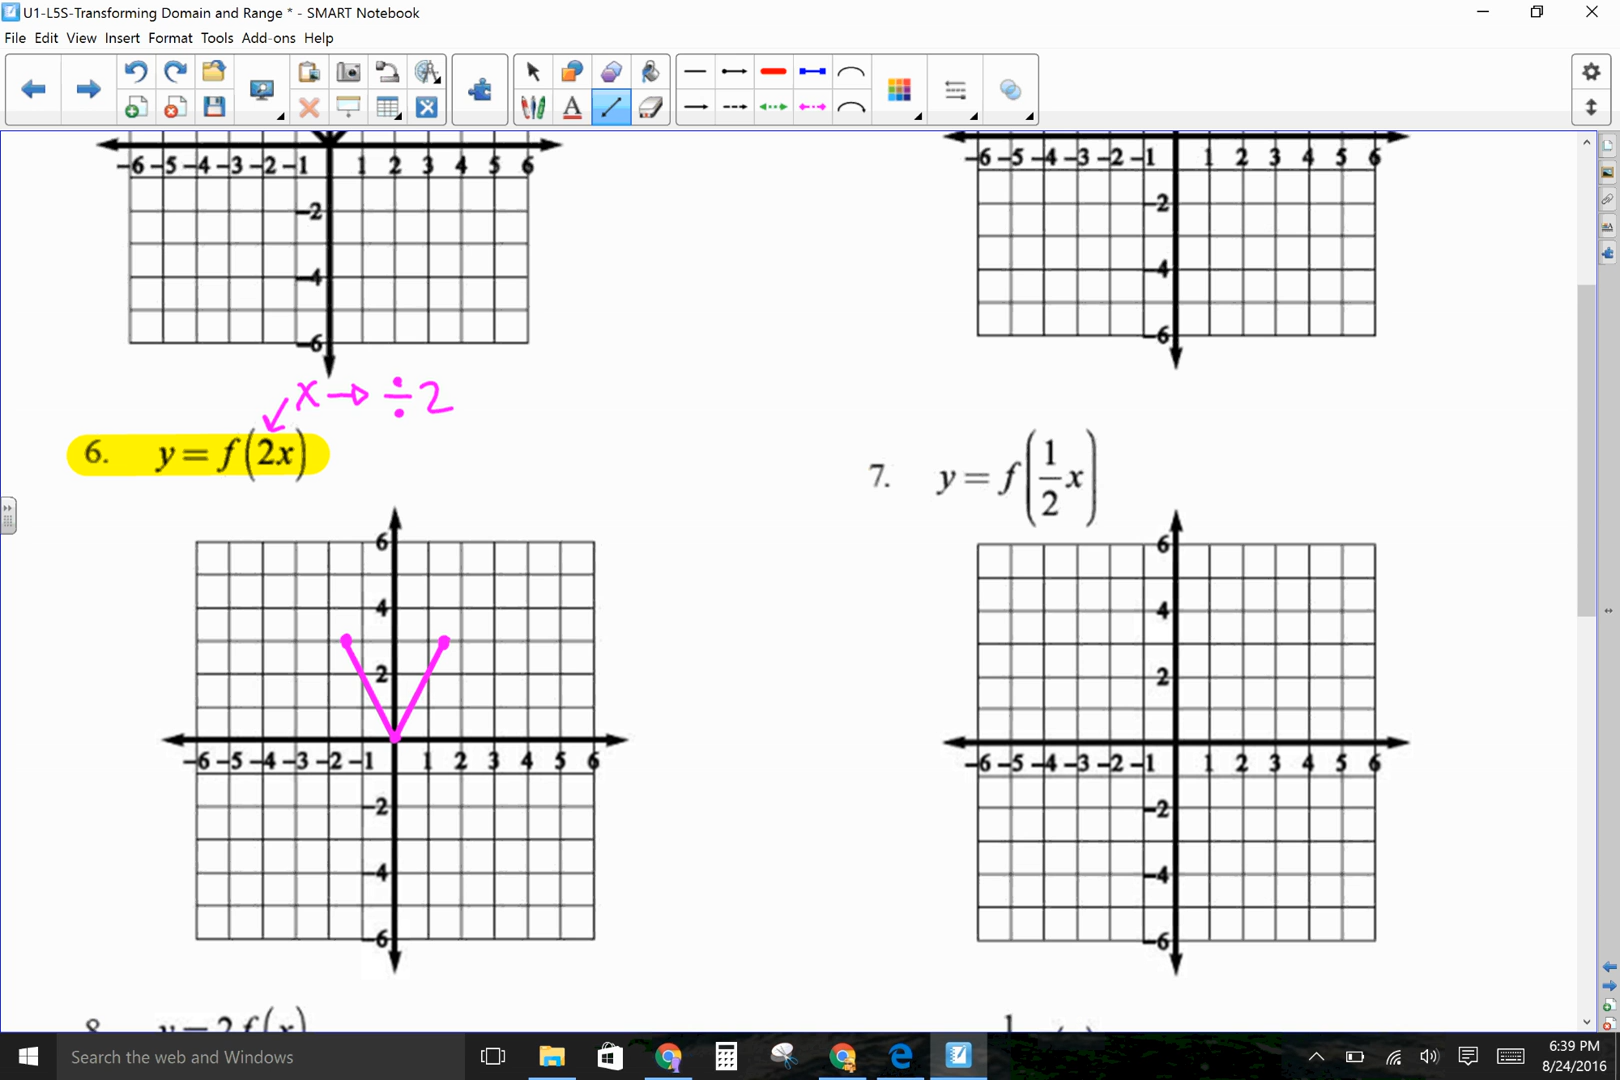 U1-L5S-Transforming Domain and Range * - SMART Notebook
File Edit View Insert Format Tools Add-ons Help
-6 -5 -4 -3 -2 -1 1 2 3 4 5 6
-2
-4
-6
-6 -5 -4 -3 -2 -1 1 2 3 4 5 6
-2
-4
-6
x → ÷ 2
6. y = f(2x)
7. y = f(1/2 x)
6
4
2
-6 -5 -4 -3 -2 -1 1 2 3 4 5 6
-2
-4
-6
6
4
2
-6 -5 -4 -3 -2 -1 1 2 3 4 5 6
-2
-4
-6
8. y = 2f(x)
Search the web and Windows
6:39 PM
8/24/2016